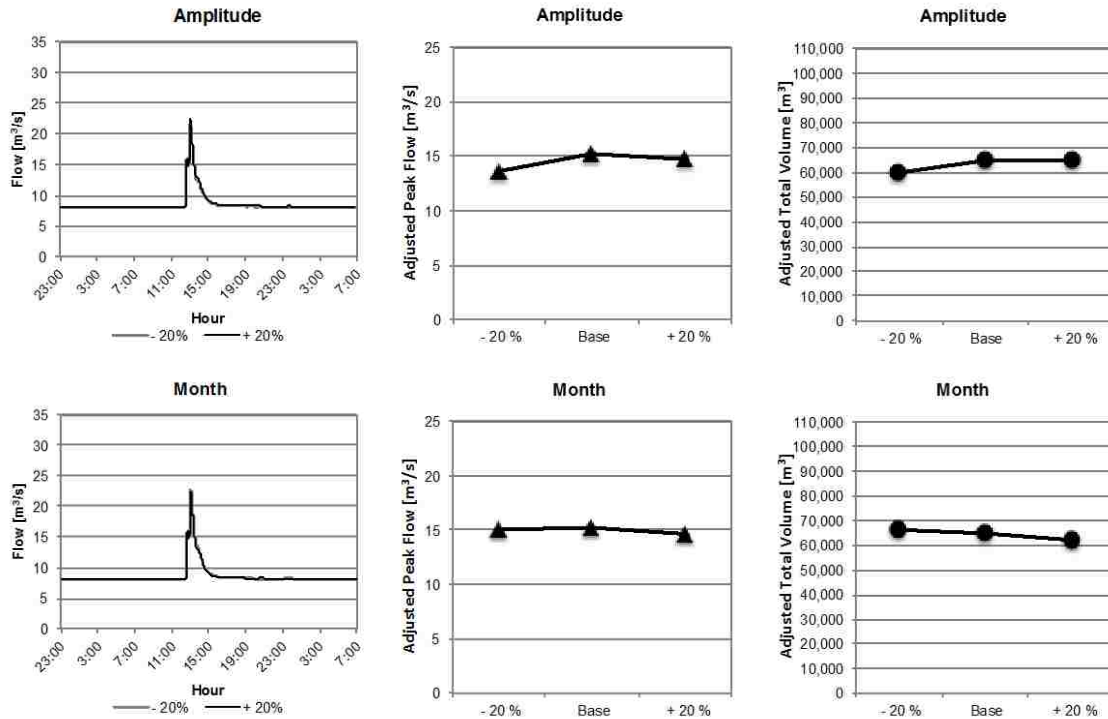 Amplitude
Flow [m³/s]
35
30
25
20
15
10
5
0
23:00 3:00 7:00 11:00 15:00 19:00 23:00 3:00 7:00
Hour
- 20% + 20%
Amplitude
Adjusted Peak Flow [m³/s]
25
20
15
10
5
0
- 20 % Base + 20 %
Amplitude
Adjusted Total Volume [m³]
110,000
100,000
90,000
80,000
70,000
60,000
50,000
40,000
30,000
20,000
10,000
0
- 20 % Base + 20 %
Month
Flow [m³/s]
35
30
25
20
15
10
5
0
23:00 3:00 7:00 11:00 15:00 19:00 23:00 3:00 7:00
Hour
- 20% + 20%
Month
Adjusted Peak Flow [m³/s]
25
20
15
10
5
0
- 20 % Base + 20 %
Month
Adjusted Total Volume [m³]
110,000
100,000
90,000
80,000
70,000
60,000
50,000
40,000
30,000
20,000
10,000
0
- 20 % Base + 20 %